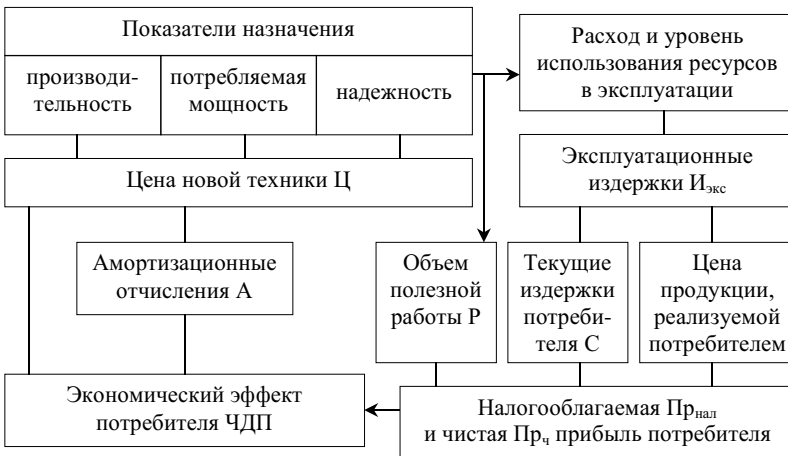 Показатели назначения
производи-
тельность
потребляемая
мощность
надежность
Расход и уровень
использования ресурсов
в эксплуатации
Цена новой техники Ц
Эксплуатационные
издержки Иэкс
Амортизационные
отчисления А
Объем
полезной
работы Р
Текущие
издержки
потреби-
теля С
Цена
продукции,
реализуемой
потребителем
Экономический эффект
потребителя ЧДП
Налогооблагаемая Прнал
и чистая Прч прибыль потребителя